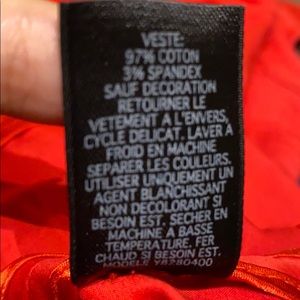 VESTE:
97% COTON
3% SPANDEX
SAUF DECORATION
RETOURNER LE
VETEMENT A L'ENVERS,
CYCLE DELICAT. LAVER A
FROID EN MACHINE
SEPARER LES COULEURS.
UTILISER UNIQUEMENT UN
AGENT BLANCHISSANT
NON DECOLORANT SI
BESOIN EST. SECHER EN
MACHINE A BASSE
TEMPERATURE. FER
CHAUD SI BESOIN EST.
MODELE Y8280400